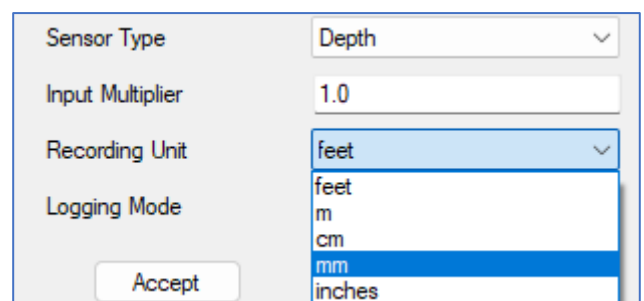 Sensor Type Depth
Input Multiplier 1.0
Recording Unit feet
feet
Logging Mode m
cm
mm
Accept inches